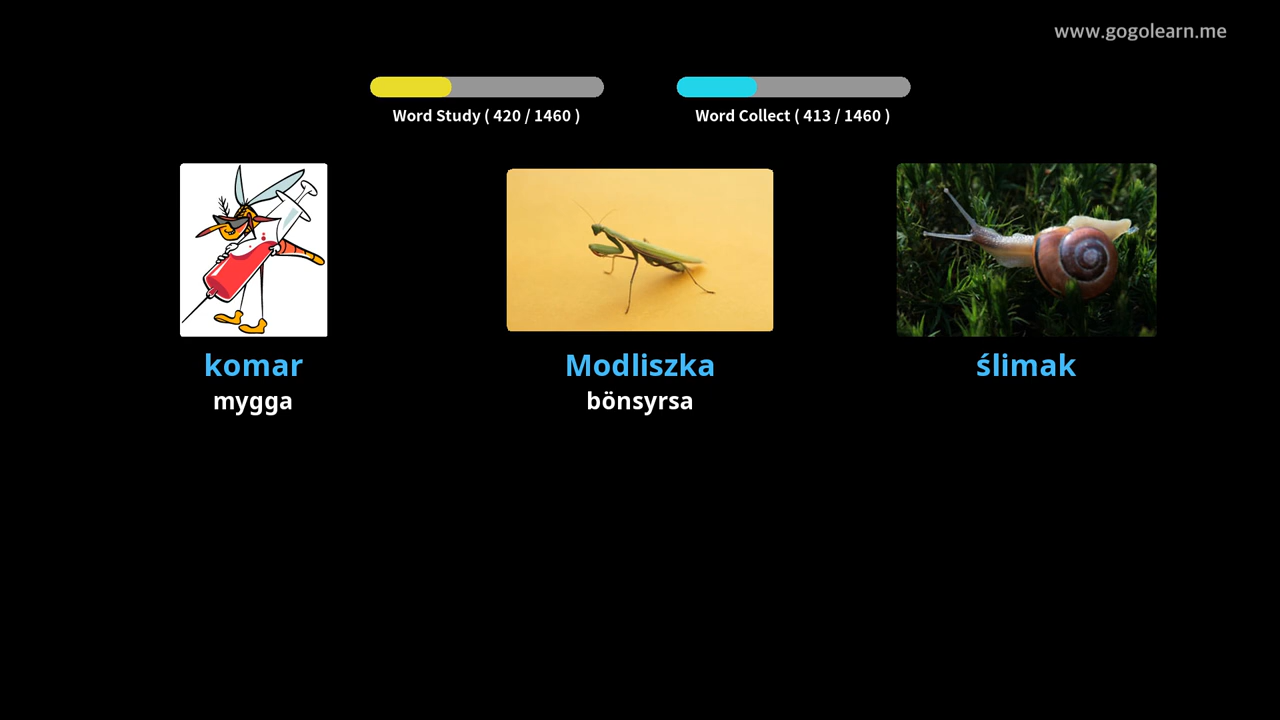 www.gogolearn.me
Word Study ( 420 / 1460 )
Word Collect ( 413 / 1460 )
komar
Modliszka
ślimak
mygga
bönsyrsa